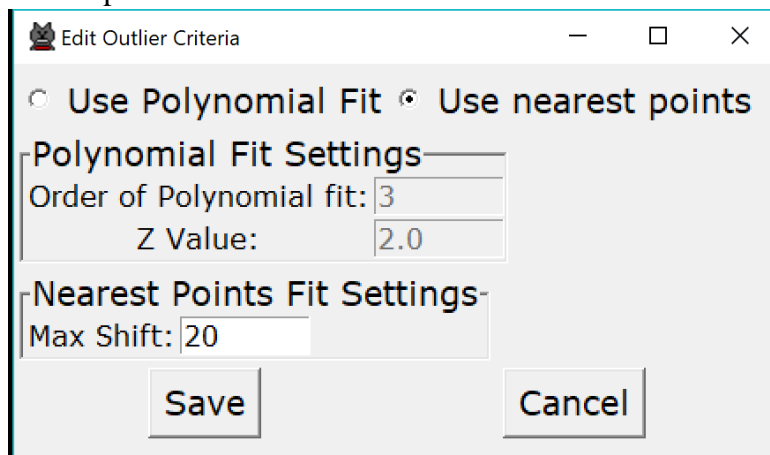 Edit Outlier Criteria
Use Polynomial Fit Use nearest points
Polynomial Fit Settings
Order of Polynomial fit: 3
Z Value: 2.0
Nearest Points Fit Settings
Max Shift: 20
Save Cancel